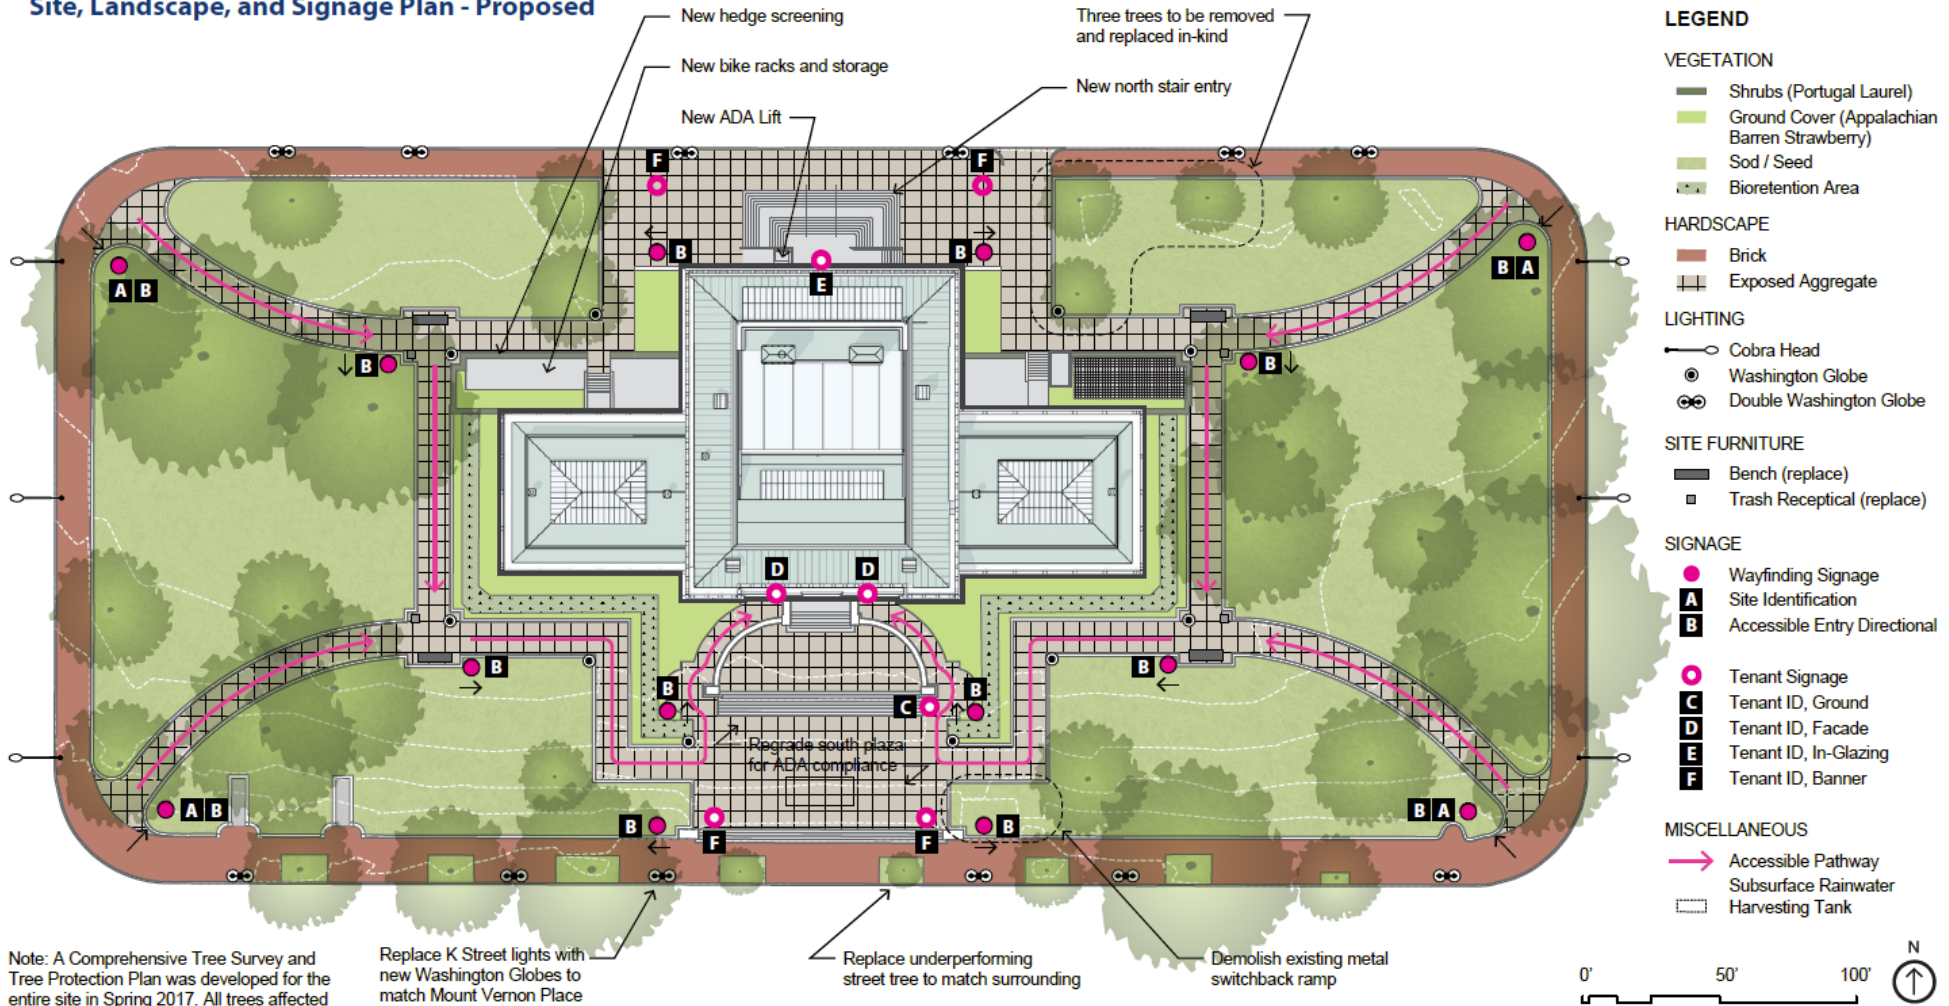 Site, Landscape, and Signage Plan - Proposed
New hedge screening
New bike racks and storage
New ADA Lift
Three trees to be removed
and replaced in-kind
New north stair entry
F
F
B
B
E
A B
B A
B
B
D
D
B
B
B
B
C
Regrade south plaza
for ADA compliance
A B
B A
B
B
F
F
Note: A Comprehensive Tree Survey and
Tree Protection Plan was developed for the
entire site in Spring 2017. All trees affected
Replace K Street lights with
new Washington Globes to
match Mount Vernon Place
Replace underperforming
street tree to match surrounding
Demolish existing metal
switchback ramp
LEGEND
VEGETATION
Shrubs (Portugal Laurel)
Ground Cover (Appalachian
Barren Strawberry)
Sod / Seed
Bioretention Area
HARDSCAPE
Brick
Exposed Aggregate
LIGHTING
Cobra Head
Washington Globe
Double Washington Globe
SITE FURNITURE
Bench (replace)
Trash Receptical (replace)
SIGNAGE
Wayfinding Signage
A Site Identification
B Accessible Entry Directional
Tenant Signage
C Tenant ID, Ground
D Tenant ID, Facade
E Tenant ID, In-Glazing
F Tenant ID, Banner
MISCELLANEOUS
Accessible Pathway
Subsurface Rainwater
Harvesting Tank
0' 50' 100'
N